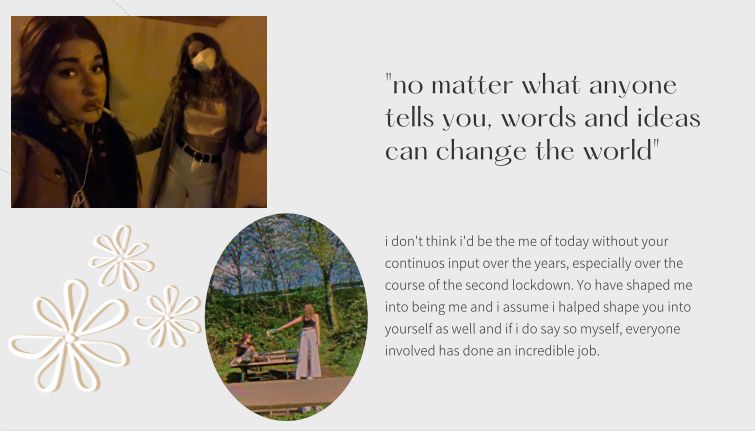 "no matter what anyone
tells you, words and ideas
can change the world"
i don't think i'd be the me of today without your
continuos input over the years, especially over the
course of the second lockdown. Yo have shaped me
into being me and i assume i halped shape you into
yourself as well and if i do say so myself, everyone
involved has done an incredible job.